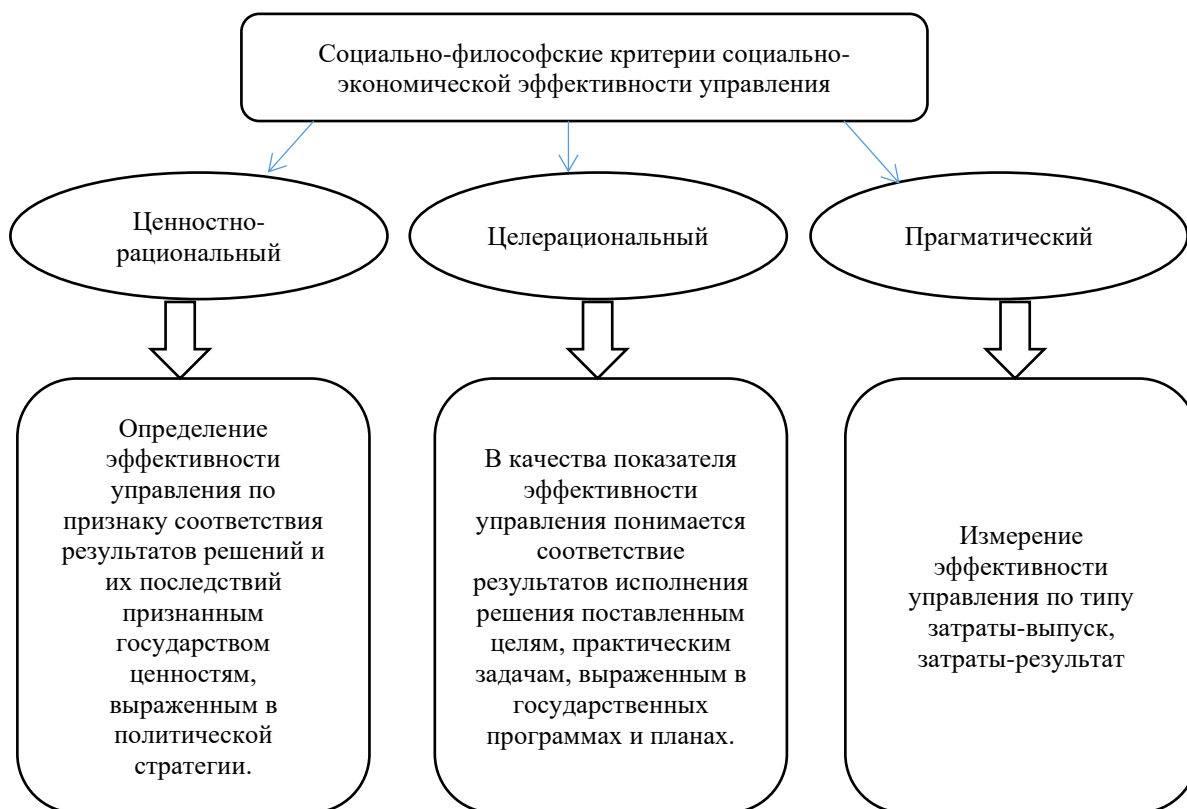 Социально-философские критерии социально-
экономической эффективности управления
Ценностно-
рациональный
Целерациональный
Прагматический
Определение
эффективности
управления по
признаку соответствия
результатов решений и
их последствий
признанным
государством
ценностям,
выраженным в
политической
стратегии.
В качества показателя
эффективности
управления понимается
соответствие
результатов исполнения
решения поставленным
целям, практическим
задачам, выраженным в
государственных
программах и планах.
Измерение
эффективности
управления по типу
затраты-выпуск,
затраты-результат